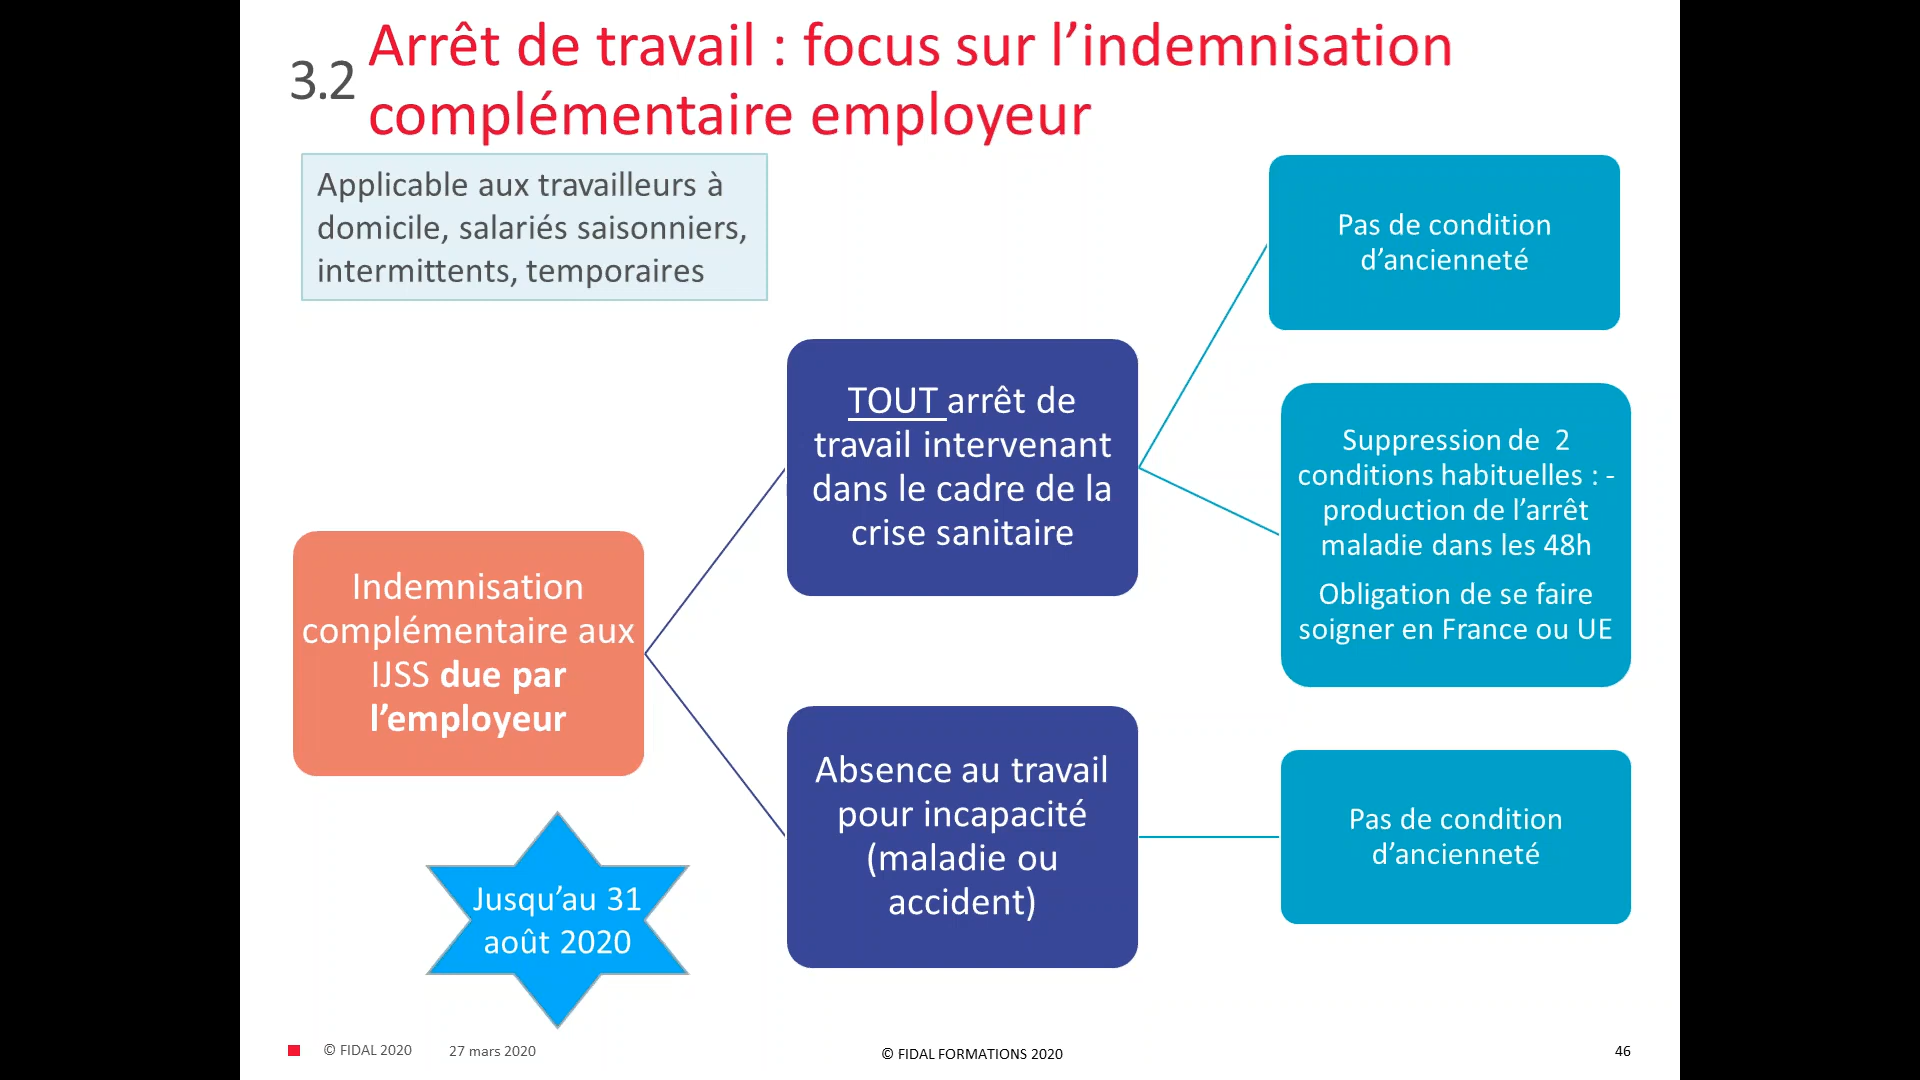 3.2
Arrêt de travail : focus sur l’indemnisation
complémentaire employeur
Applicable aux travailleurs à
domicile, salariés saisonniers,
intermittents, temporaires
Indemnisation
complémentaire aux
IJSS due par
l’employeur
Jusqu’au 31
août 2020
TOUT arrêt de
travail intervenant
dans le cadre de la
crise sanitaire
Absence au travail
pour incapacité
(maladie ou
accident)
Pas de condition
d’ancienneté
Suppression de 2
conditions habituelles : -
production de l’arrêt
maladie dans les 48h
Obligation de se faire
soigner en France ou UE
Pas de condition
d’ancienneté
© FIDAL 2020
27 mars 2020
© FIDAL FORMATIONS 2020
46